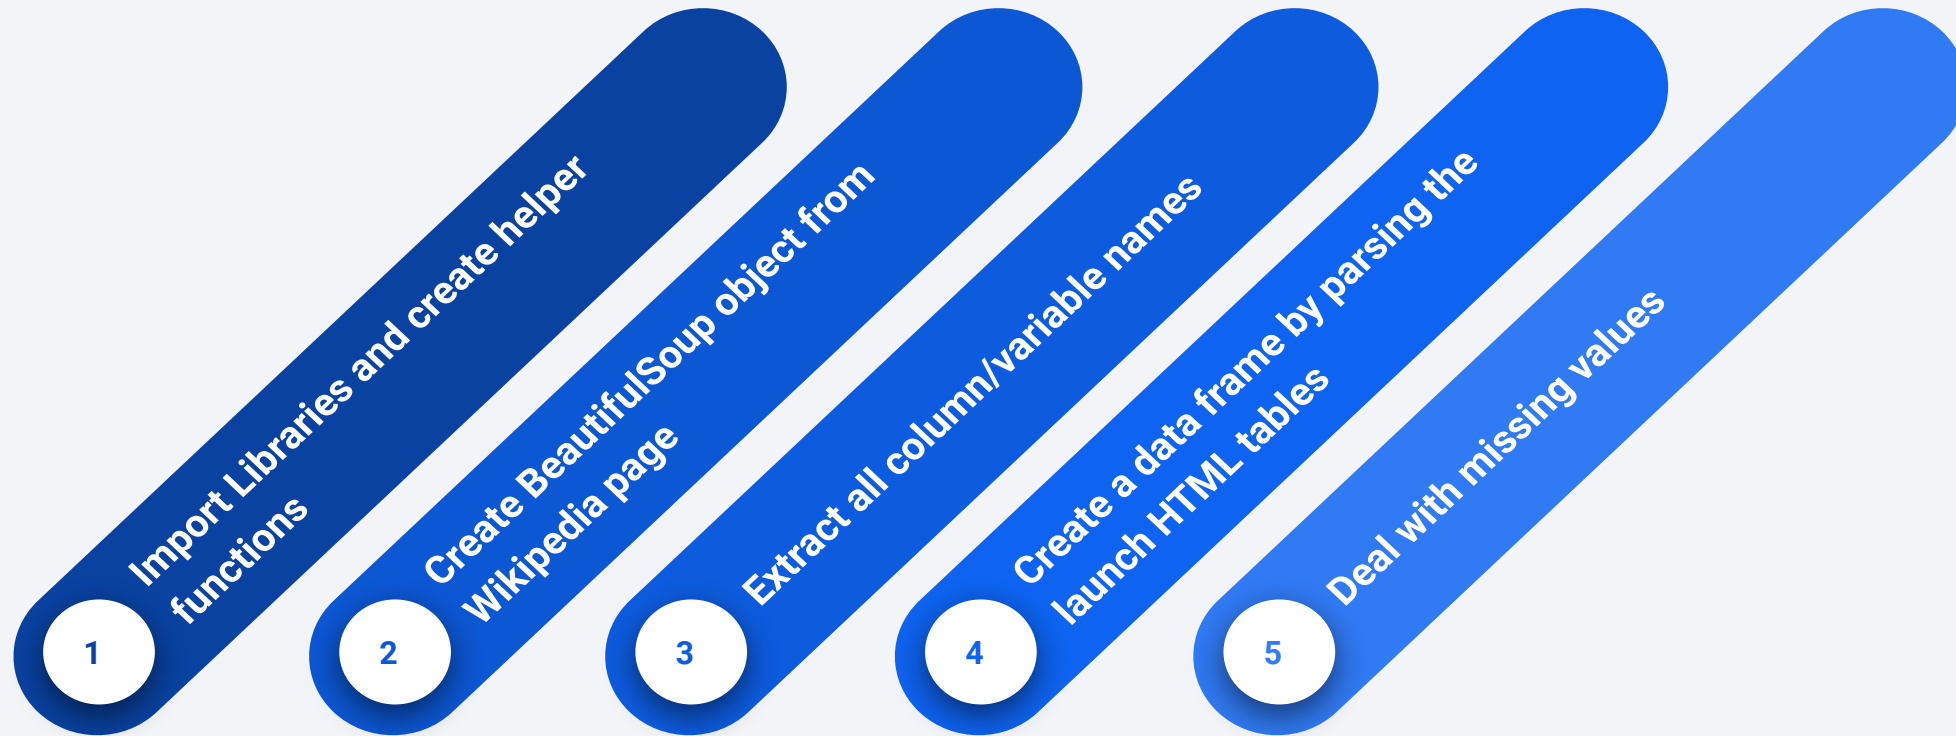 1
Import Libraries and create helper
functions
2
Create BeautifulSoup object from
Wikipedia page
3
Extract all column/variable names
4
Create a data frame by parsing the
launch HTML tables
5
Deal with missing values